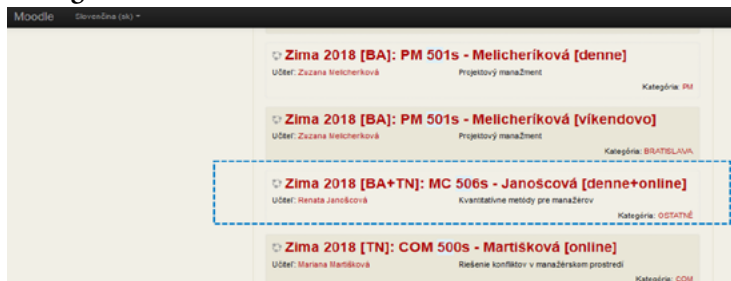 Moodle Slovenčina (sk)
Zima 2018 [BA]: PM 501s - Melicheríková [denne]
Učiteľ: Zuzana Melicherková Projektový manažment
Kategória: PM
Zima 2018 [BA]: PM 501s - Melicheríková [víkendovo]
Učiteľ: Zuzana Melicherková Projektový manažment
Kategória: BRATISLAVA
Zima 2018 [BA+TN]: MC 506s - Janošcová [denne+online]
Učiteľ: Renata Janošcová Kvantitatívne metódy pre manažérov
Kategória: OSTATNÉ
Zima 2018 [TN]: COM 500s - Martišková [online]
Učiteľ: Mariana Martišková Riešenie konfliktov v manažérskom prostredí
Kategória: COM